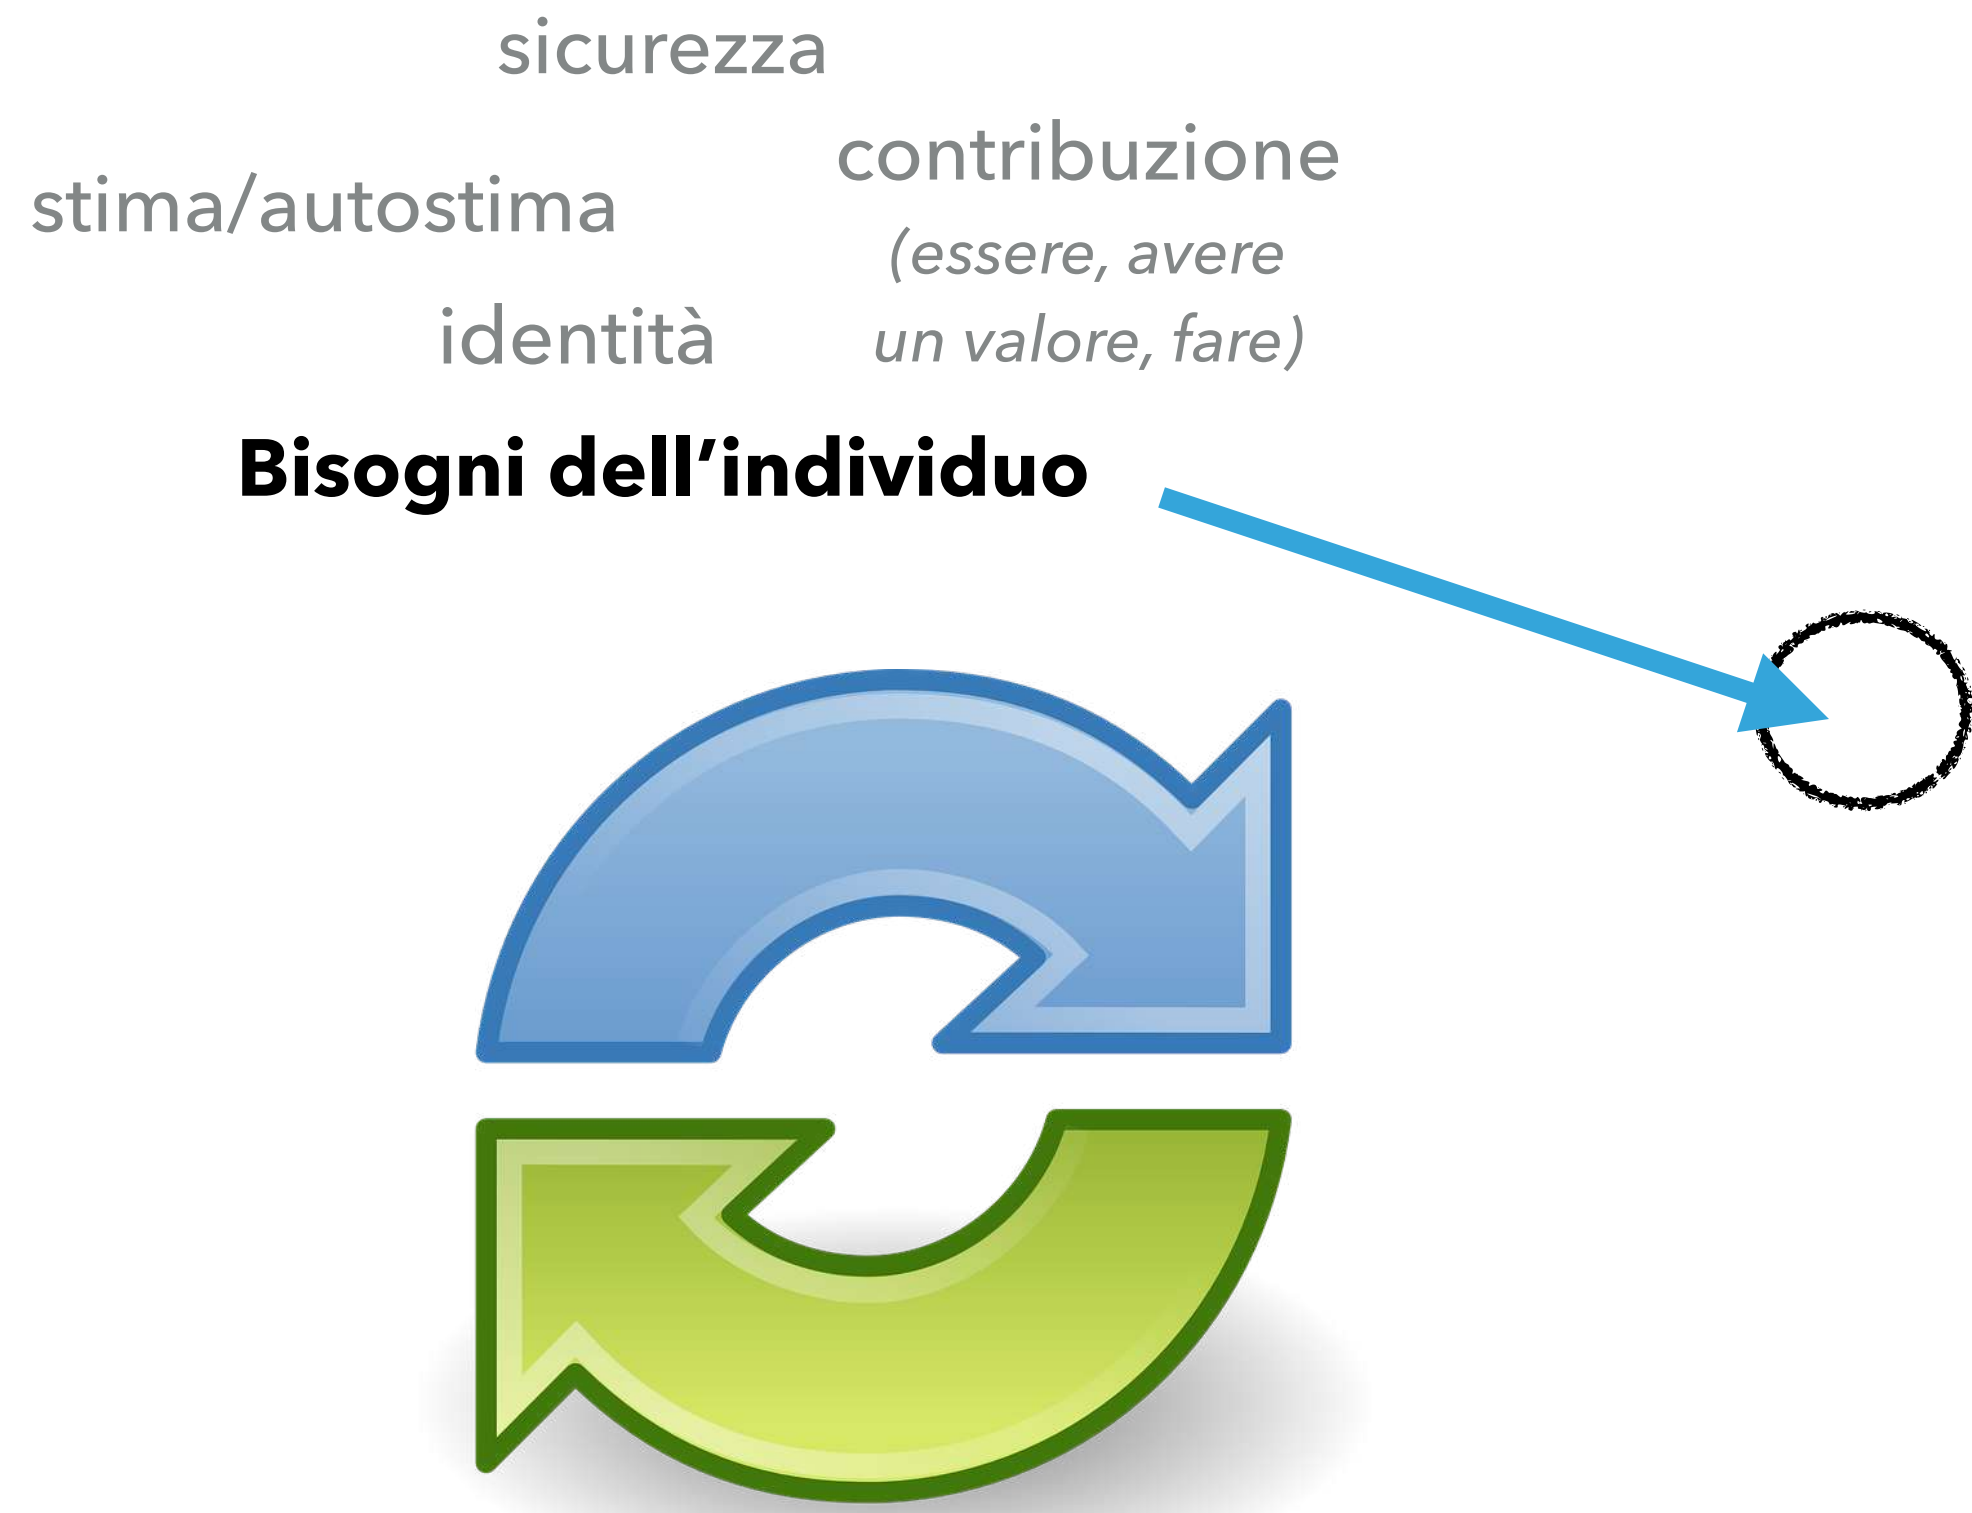 sicurezza
contribuzione
stima/autostima
(essere, avere
identità
un valore, fare)
Bisogni dell’individuo